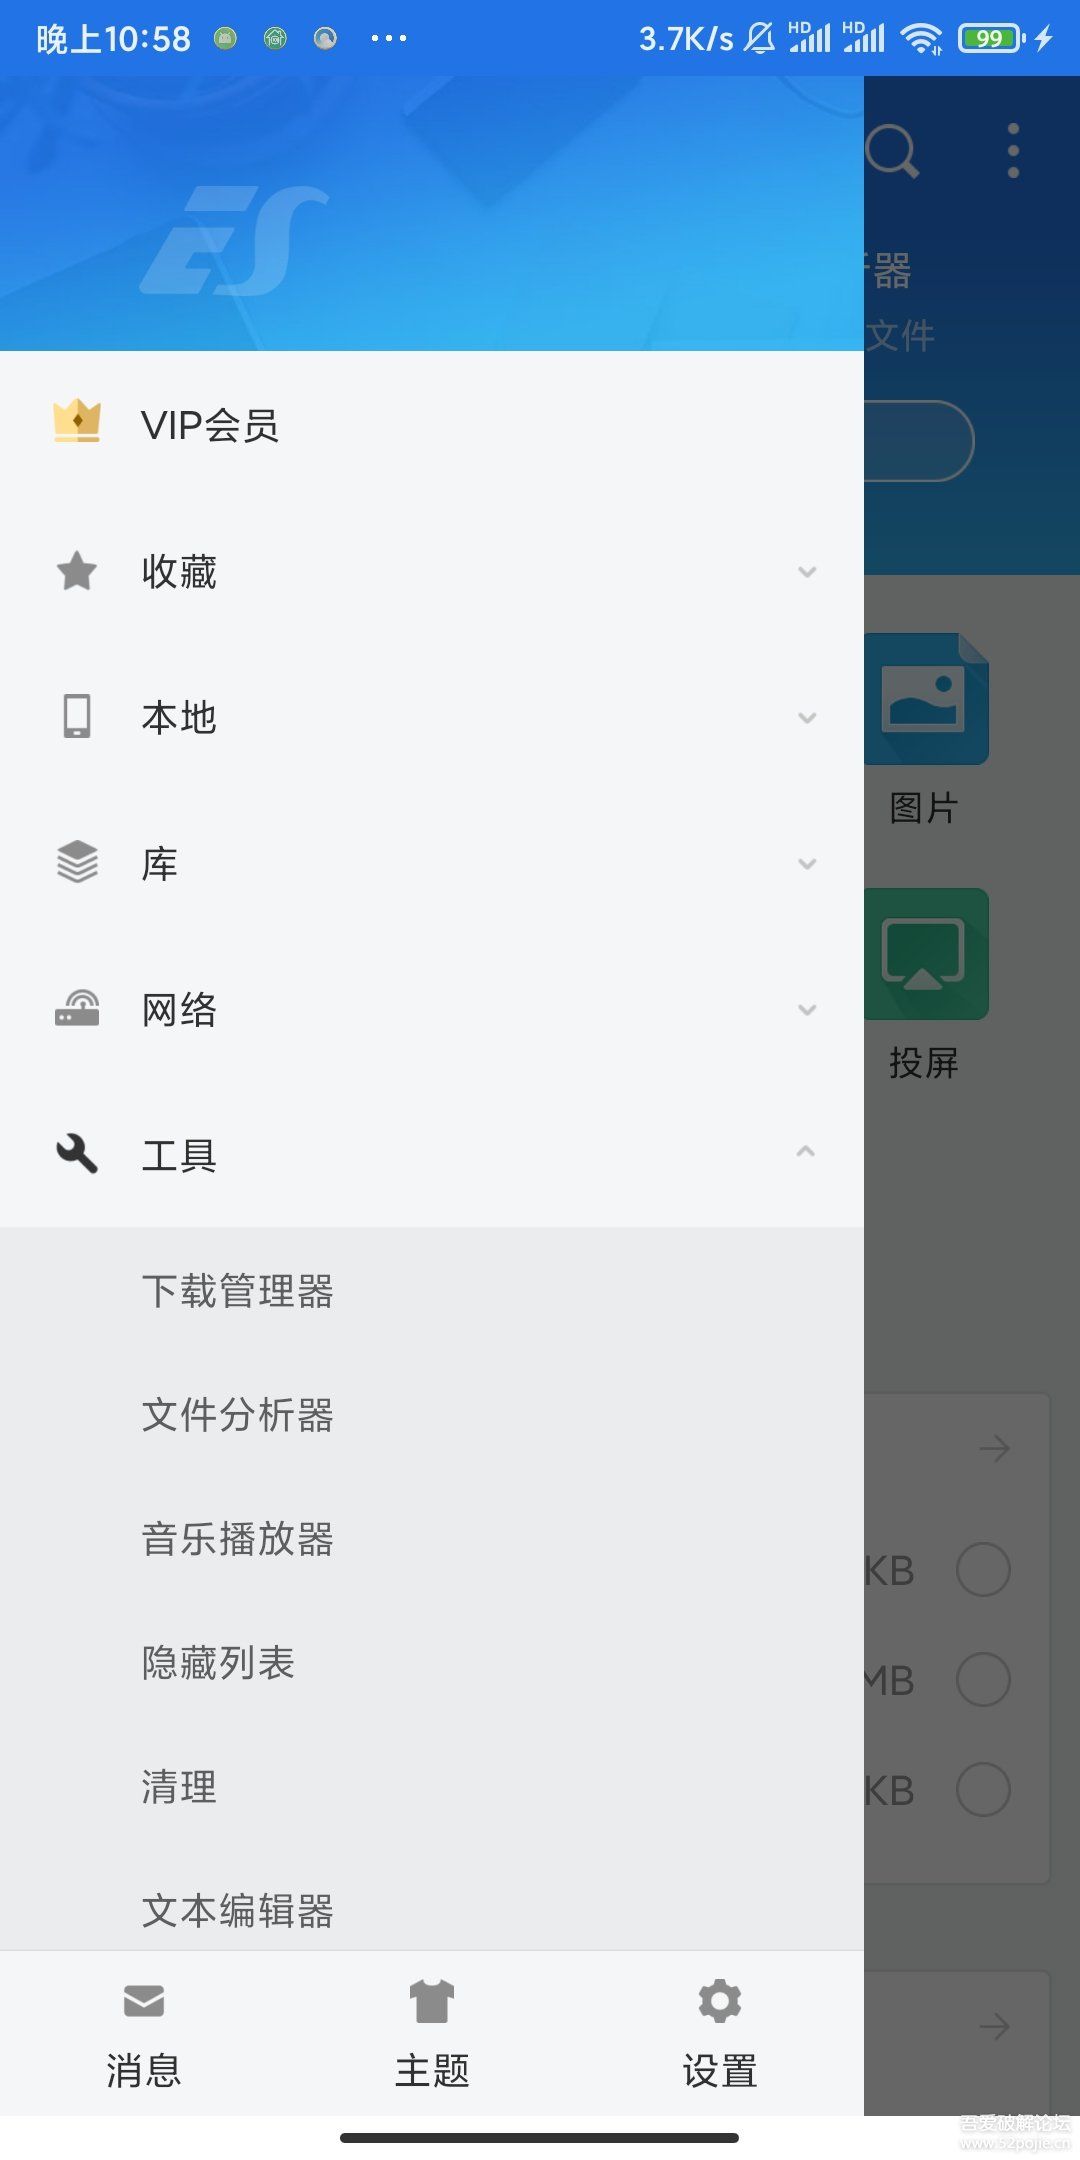 晚上10:58
3.7K/s
HD
HD
99
ES
器
文件
VIP会员
收藏
本地
库
网络
工具
图片
投屏
下载管理器
文件分析器
音乐播放器
隐藏列表
清理
文本编辑器
KB
MB
KB
消息
主题
设置
吾爱破解论坛
www.52pojie.cn